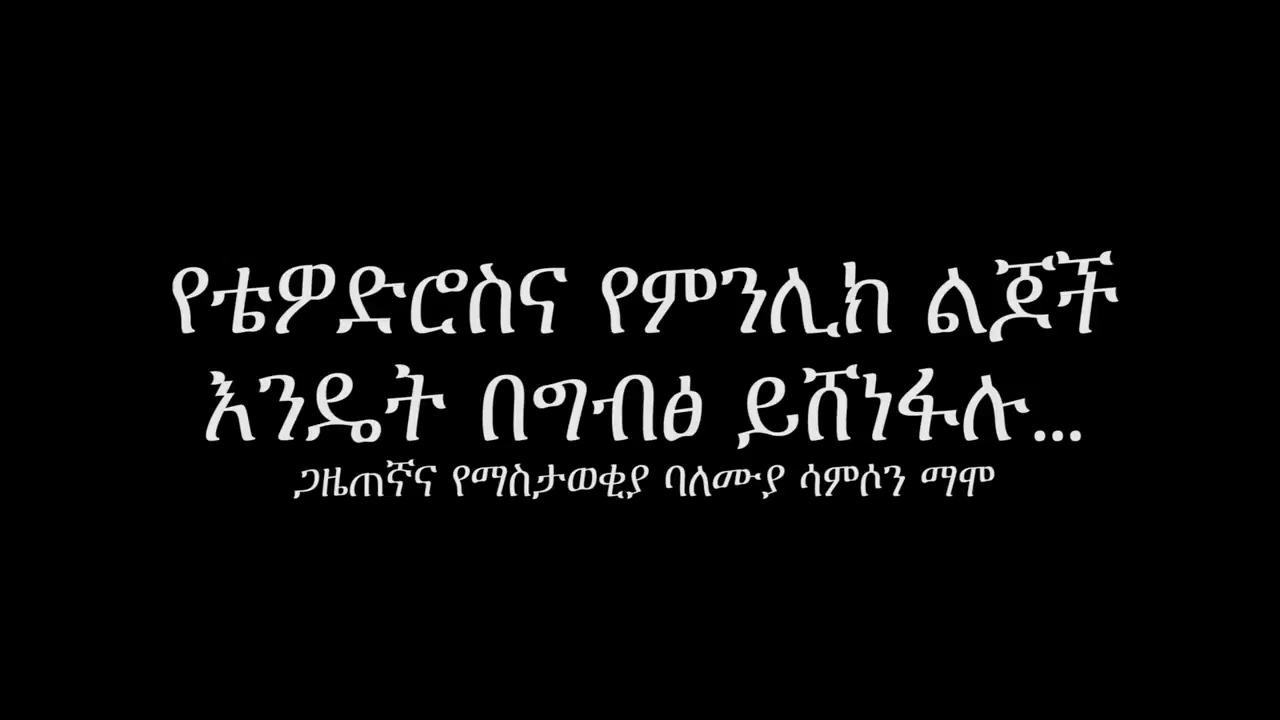 የቴዎድሮስና የምንሊክ ልጆች
እንዴት በግብፅ ይሸነፋሉ...
ጋዜጠኛና የማስታወቂያ ባለሙያ ሳምሶን ማሞ